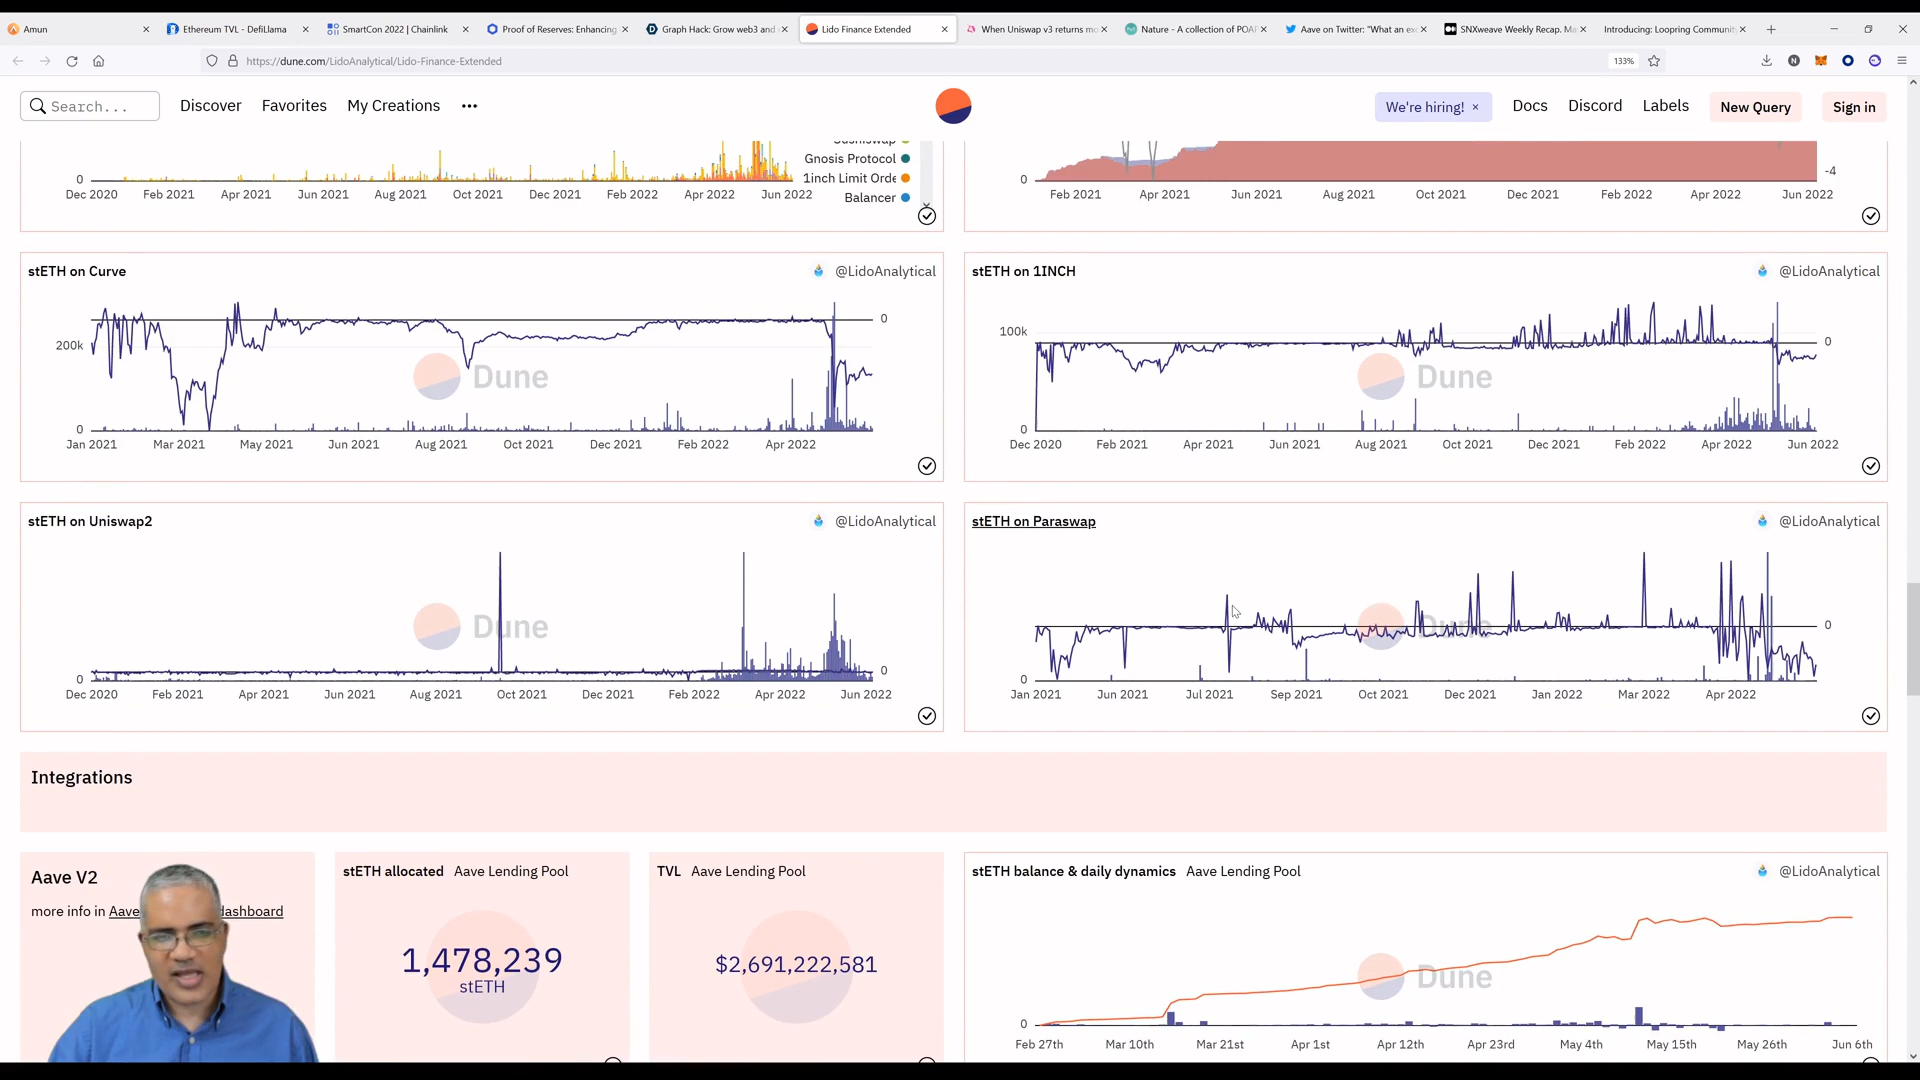 Amun
Ethereum TVL - DefiLlama
SmartCon 2022 | Chainlink
Proof of Reserves: Enhancing
Graph Hack: Grow web3 and
Lido Finance Extended
When Uniswap v3 returns mo
Nature - A collection of POAP
Aave on Twitter: "What an ex
SNXweave Weekly Recap. Ma
Introducing: Loopring Communit
https://dune.com/LidoAnalytical/Lido-Finance-Extended
133%
Search...
Discover
Favorites
My Creations
We're hiring! ×
Docs
Discord
Labels
New Query
Sign in
Sushiswap
Gnosis Protocol
1inch Limit Orde
Balancer
0
Dec 2020 Feb 2021 Apr 2021 Jun 2021 Aug 2021 Oct 2021 Dec 2021 Feb 2022 Apr 2022 Jun 2022
0
-4
Feb 2021 Apr 2021 Jun 2021 Aug 2021 Oct 2021 Dec 2021 Feb 2022 Apr 2022 Jun 2022
stETH on Curve
@LidoAnalytical
200k
0
0
Dune
Jan 2021 Mar 2021 May 2021 Jun 2021 Aug 2021 Oct 2021 Dec 2021 Feb 2022 Apr 2022
stETH on 1INCH
@LidoAnalytical
100k
0
0
Dune
Dec 2020 Feb 2021 Apr 2021 Jun 2021 Aug 2021 Oct 2021 Dec 2021 Feb 2022 Apr 2022 Jun 2022
stETH on Uniswap2
@LidoAnalytical
Dune
0
0
Dec 2020 Feb 2021 Apr 2021 Jun 2021 Aug 2021 Oct 2021 Dec 2021 Feb 2022 Apr 2022 Jun 2022
stETH on Paraswap
@LidoAnalytical
Dune
0
0
Jan 2021 Jun 2021 Jul 2021 Sep 2021 Oct 2021 Dec 2021 Jan 2022 Mar 2022 Apr 2022
Integrations
Aave V2
more info in Aave dashboard
stETH allocated Aave Lending Pool
1,478,239
stETH
TVL Aave Lending Pool
$2,691,222,581
stETH balance & daily dynamics Aave Lending Pool
@LidoAnalytical
Dune
0
Feb 27th Mar 10th Mar 21st Apr 1st Apr 12th Apr 23rd May 4th May 15th May 26th Jun 6th